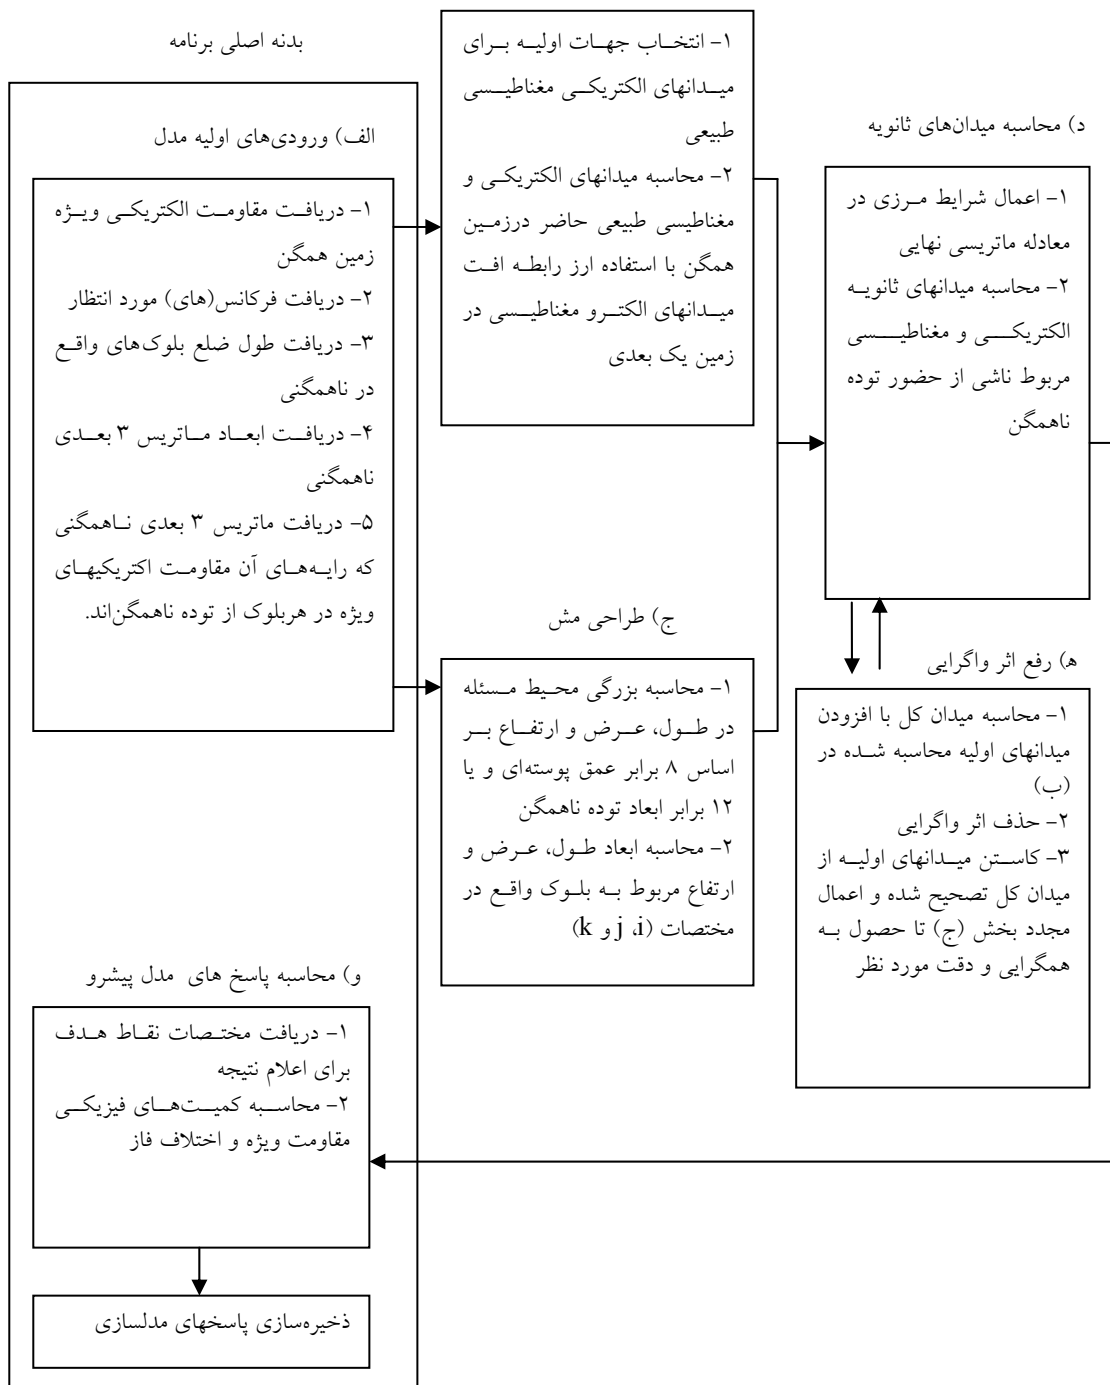 بدنه اصلی برنامه
الف) ورودی‌های اولیه مدل
۱- دریافت مقاومت الکتریکی ویژه
زمین همگن
۲- دریافت فرکانس(های) مورد انتظار
۳- دریافت طول ضلع بلوک‌های واقع
در ناهمگنی
۴- دریافت ابعاد ماتریس ۳ بعدی
ناهمگنی
۵- دریافت ماتریس ۳ بعدی ناهمگنی
که رایه‌های آن مقاومت اکتریکیهای
ویژه در هربلوک از توده ناهمگن‌اند.
۱- انتخاب جهات اولیه برای
میدانهای الکتریکی مغناطیسی
طبیعی
۲- محاسبه میدانهای الکتریکی و
مغناطیسی طبیعی حاضر درزمین
همگن با استفاده ارز رابطه افت
میدانهای الکترو مغناطیسی در
زمین یک بعدی
ج) طراحی مش
۱- محاسبه بزرگی محیط مسئله
در طول، عرض و ارتفاع بر
اساس ۸ برابر عمق پوسته‌ای و یا
۱۲ برابر ابعاد توده ناهمگن
۲- محاسبه ابعاد طول، عرض و
ارتفاع مربوط به بلوک واقع در
مختصات (i، j و k)
د) محاسبه میدان‌های ثانویه
۱- اعمال شرایط مرزی در
معادله ماتریسی نهایی
۲- محاسبه میدانهای ثانویه
الکتریکی و مغناطیسی
مربوط ناشی از حضور توده
ناهمگن
ه) رفع اثر واگرایی
۱- محاسبه میدان کل با افزودن
میدانهای اولیه محاسبه شده در
(ب)
۲- حذف اثر واگرایی
۳- کاستن میدانهای اولیه از
میدان کل تصحیح شده و اعمال
مجدد بخش (ج) تا حصول به
همگرایی و دقت مورد نظر
و) محاسبه پاسخ های مدل پیشرو
۱- دریافت مختصات نقاط هدف
برای اعلام نتیجه
۲- محاسبه کمیت‌های فیزیکی
مقاومت ویژه و اختلاف فاز
ذخیره‌سازی پاسخهای مدلسازی